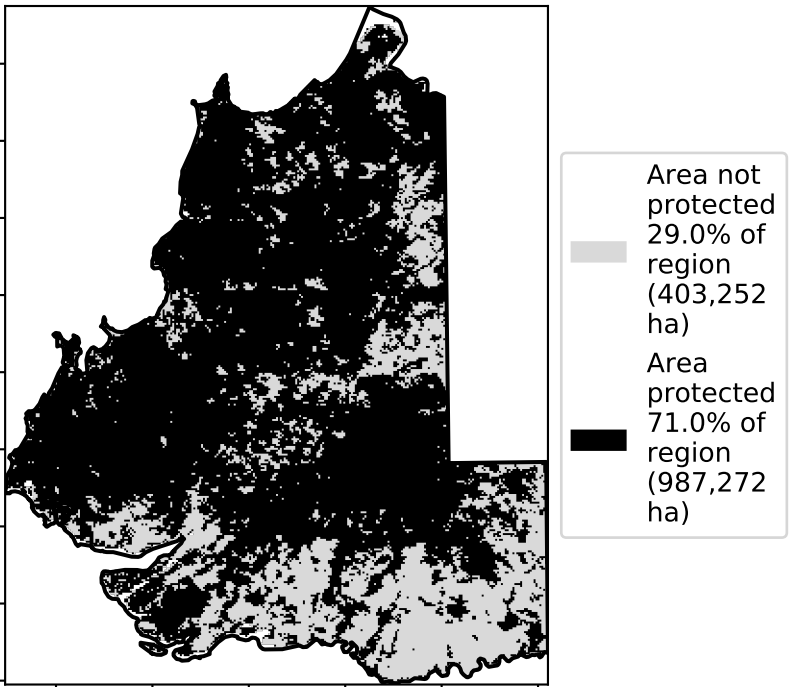 Area not
protected
29.0% of
region
(403,252
ha)
Area
protected
71.0% of
region
(987,272
ha)